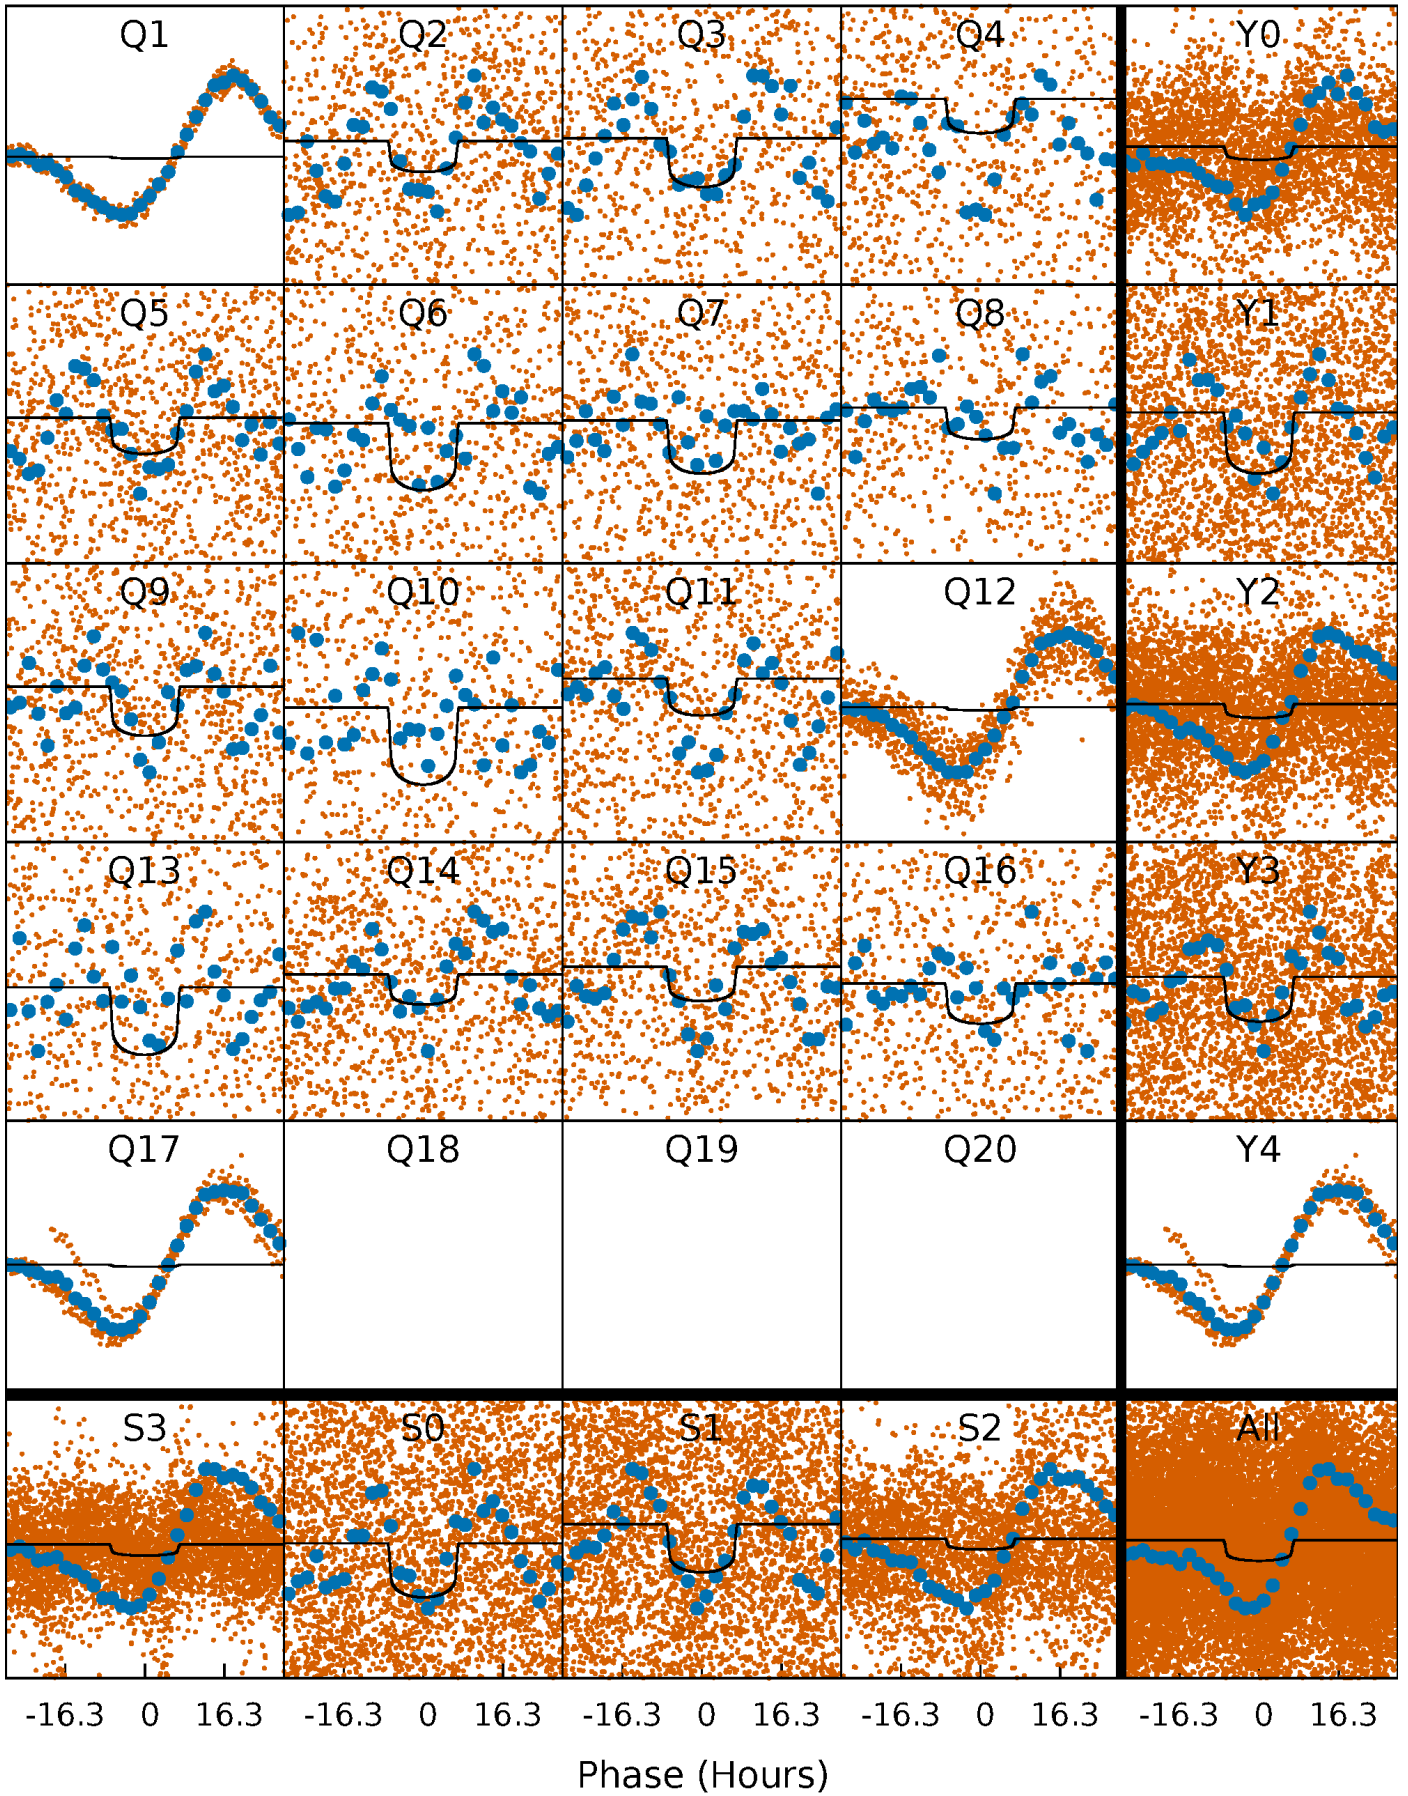 Q1 Q2 Q3 Q4 Y0
Q5 Q6 Q7 Q8 Y1
Q9 Q10 Q11 Q12 Y2
Q13 Q14 Q15 Q16 Y3
Q17 Q18 Q19 Q20 Y4
S3 S0 S1 S2 All
-16.3 0 16.3 -16.3 0 16.3 -16.3 0 16.3 -16.3 0 16.3 -16.3 0 16.3
Phase (Hours)